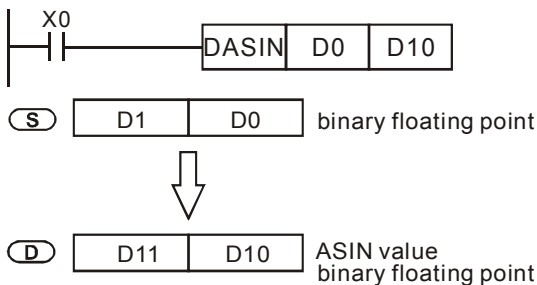 X0
DASIN D0 D10
S D1 D0 binary floating point
D D11 D10 ASIN value
binary floating point